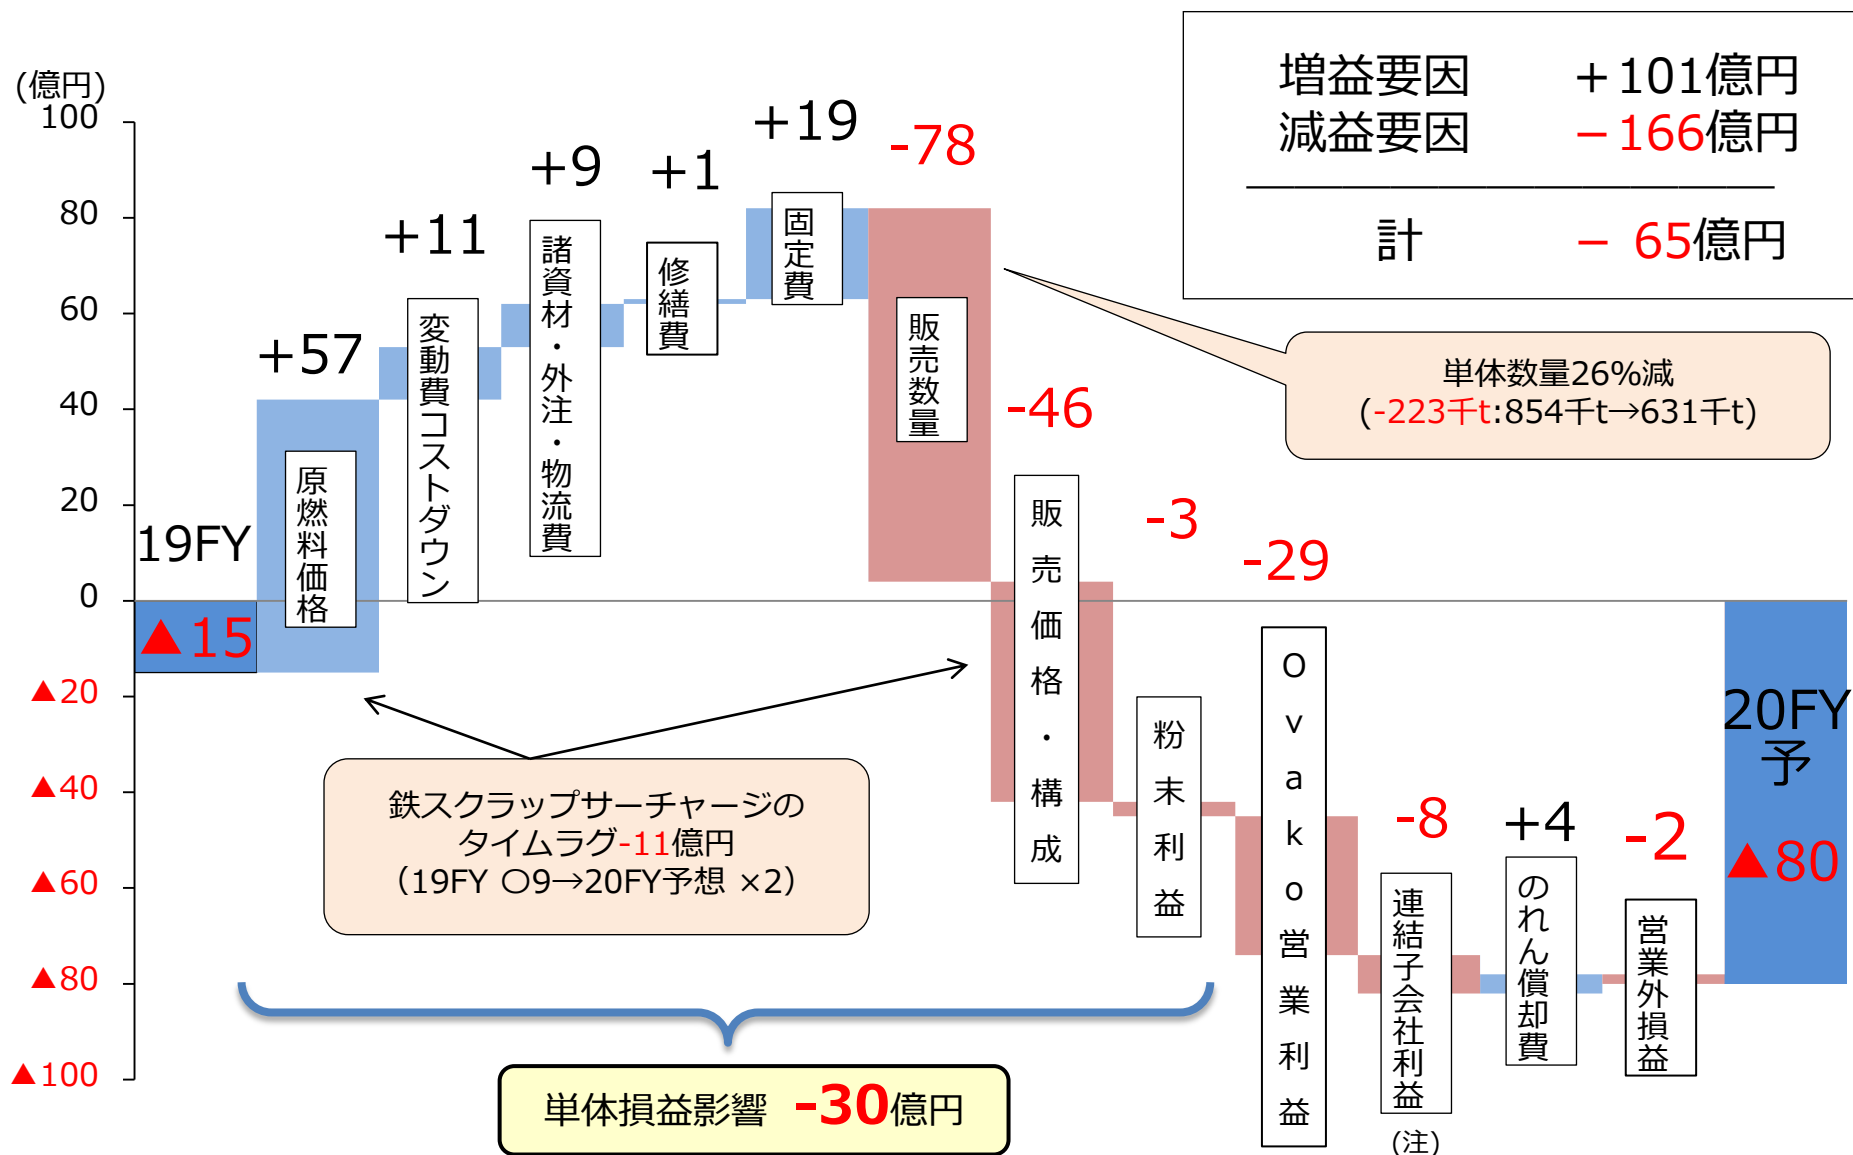 (億円)
100
80
60
40
20
0
▲20
▲40
▲60
▲80
▲100
19FY
▲15
+57
原燃料価格
+11
変動費コストダウン
+9
諸資材・外注・物流費
+1
修繕費
+19
固定費
-78
販売数量
-46
販売価格・構成
-3
粉末利益
-29
Ovako営業利益
-8
連結子会社利益
(注)
+4
のれん償却費
-2
営業外損益
20FY
予
▲80
増益要因 +101億円
減益要因 −166億円
計 − 65億円
単体数量26%減
(-223千t:854千t→631千t)
鉄スクラップサーチャージの
タイムラグ-11億円
(19FY ○9→20FY予想 ×2)
単体損益影響 -30億円